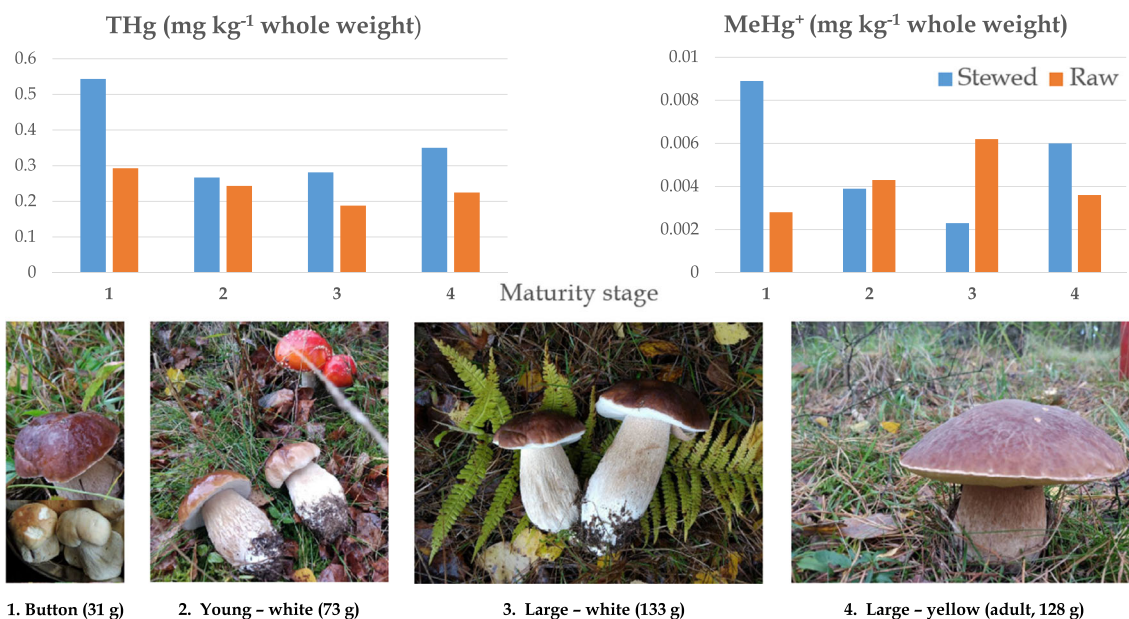 THg (mg kg⁻¹ whole weight)
0.6
0.5
0.4
0.3
0.2
0.1
0
1 2 3 4
MeHg⁺ (mg kg⁻¹ whole weight)
0.01
0.008
0.006
0.004
0.002
0
Stewed Raw
1 2 3 4
Maturity stage
1. Button (31 g)
2. Young – white (73 g)
3. Large – white (133 g)
4. Large – yellow (adult, 128 g)